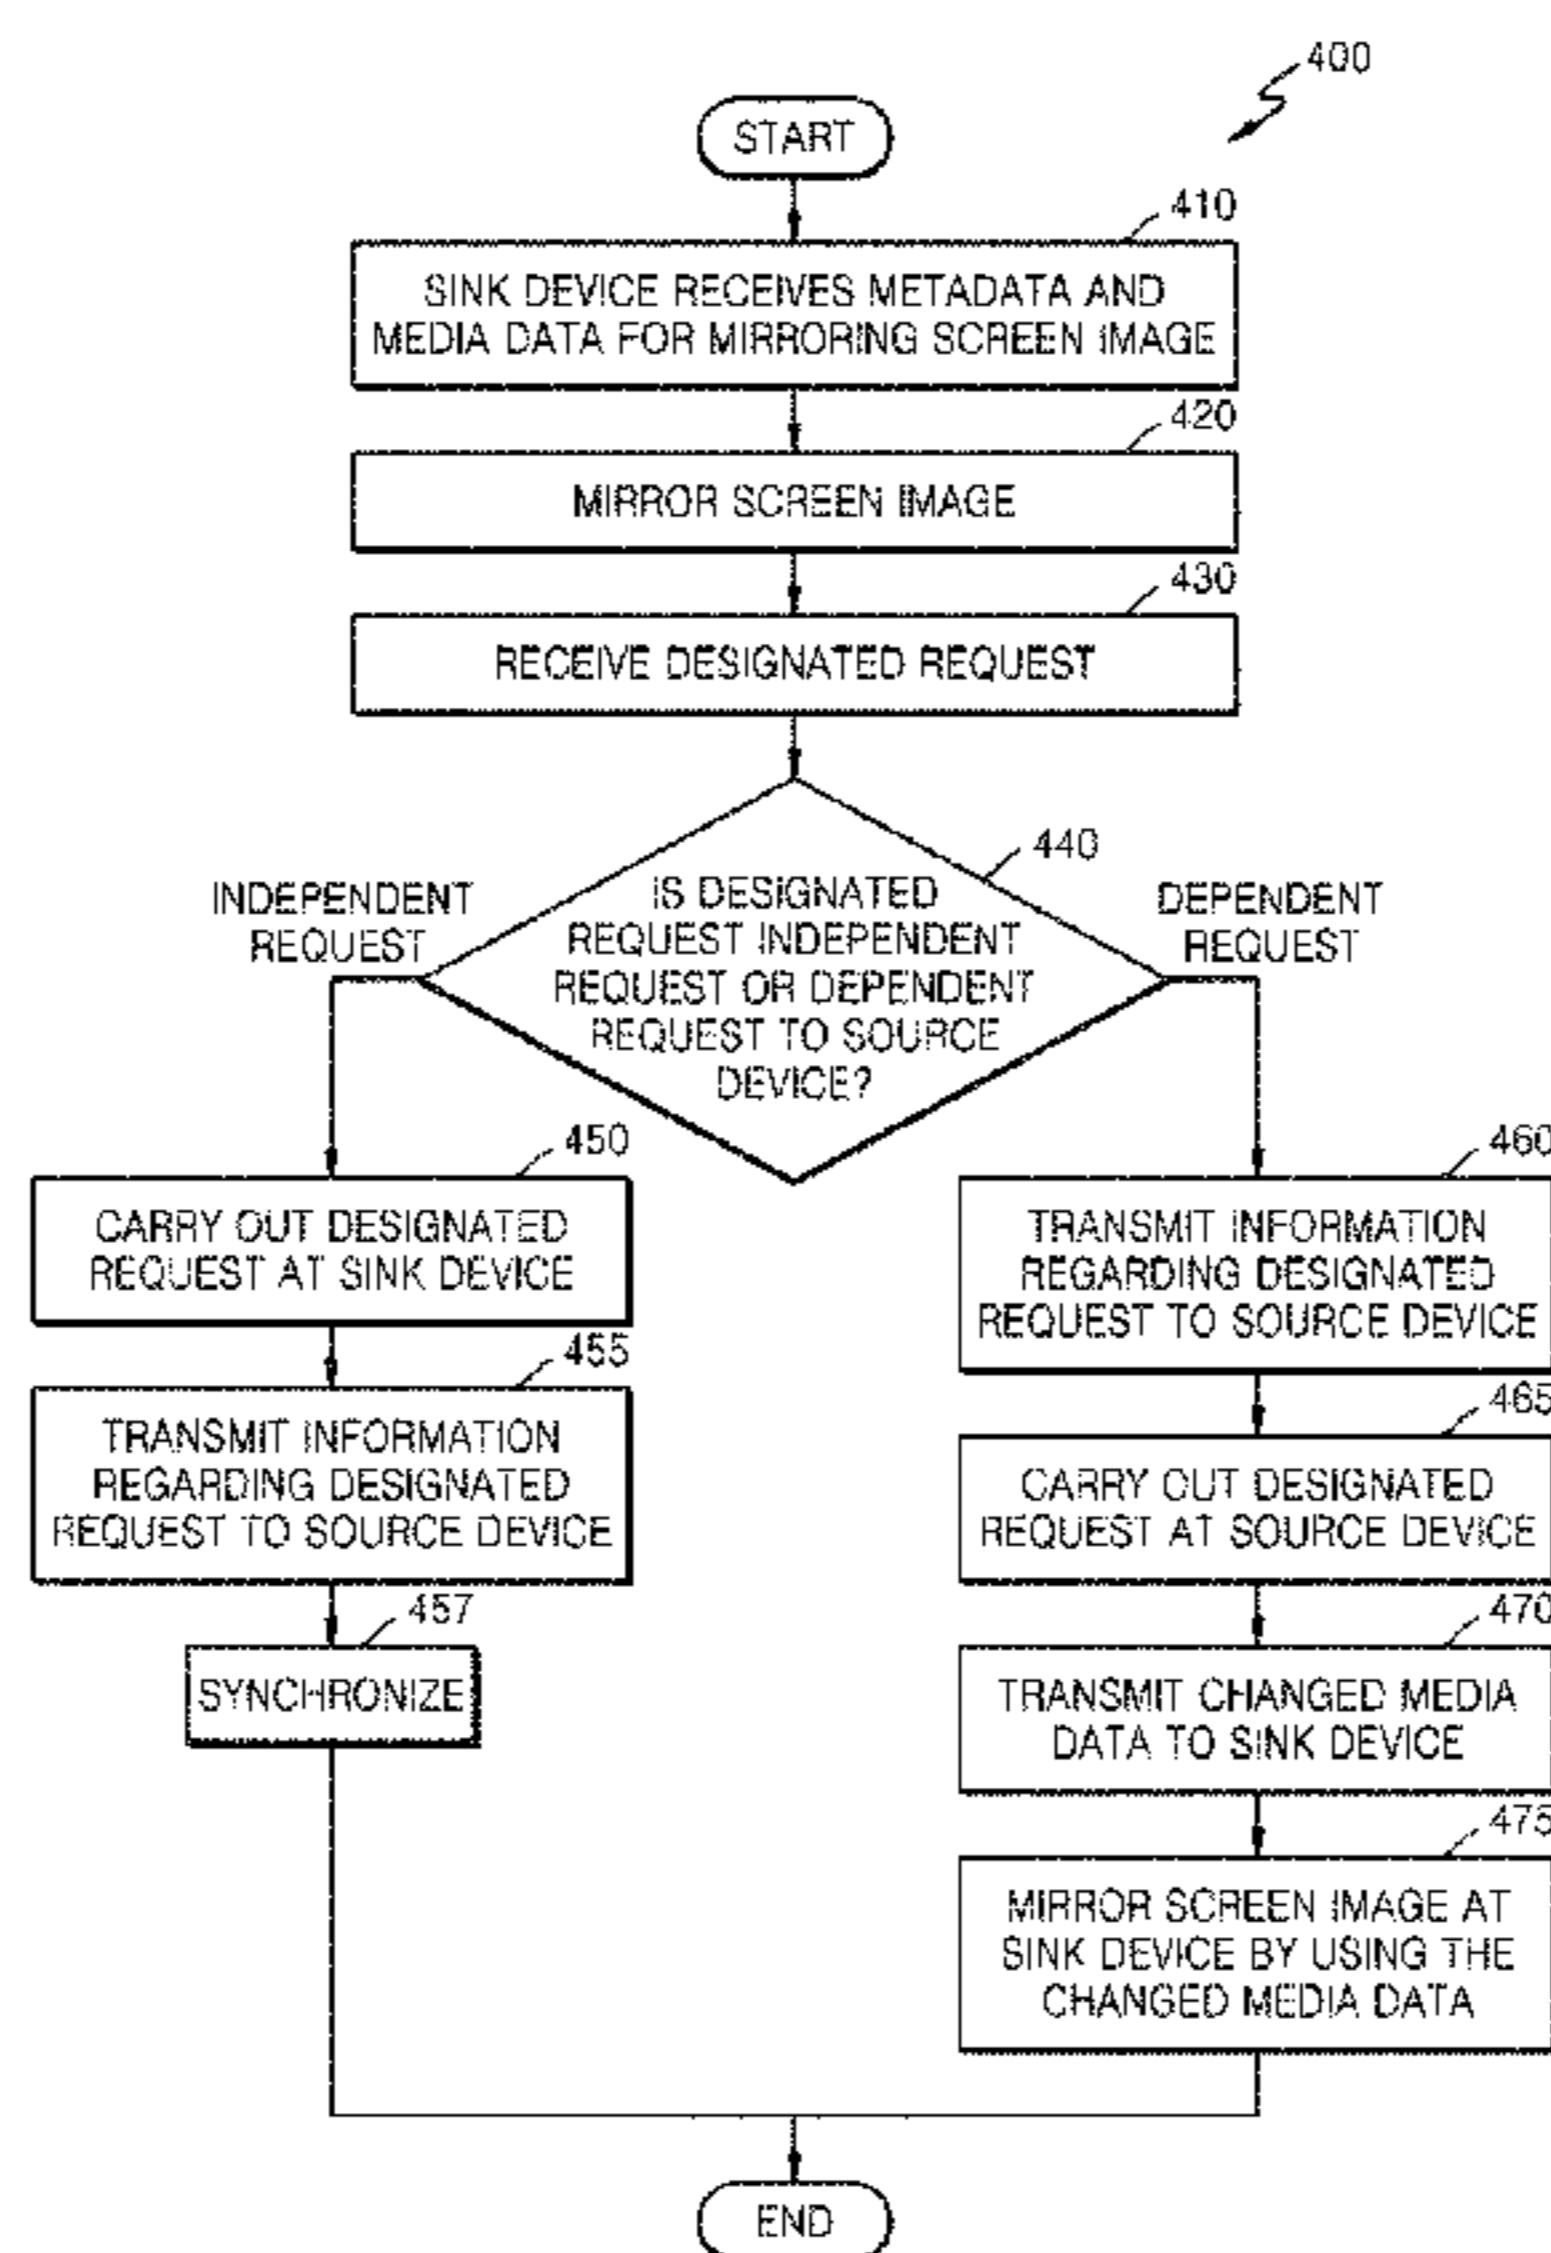 400
START
410
SINK DEVICE RECEIVES METADATA AND
MEDIA DATA FOR MIRRORING SCREEN IMAGE
420
MIRROR SCREEN IMAGE
430
RECEIVE DESIGNATED REQUEST
440
IS DESIGNATED
REQUEST INDEPENDENT
REQUEST OR DEPENDENT
REQUEST TO SOURCE
DEVICE?
INDEPENDENT
REQUEST
DEPENDENT
REQUEST
450
CARRY OUT DESIGNATED
REQUEST AT SINK DEVICE
455
TRANSMIT INFORMATION
REGARDING DESIGNATED
REQUEST TO SOURCE DEVICE
457
SYNCHRONIZE
460
TRANSMIT INFORMATION
REGARDING DESIGNATED
REQUEST TO SOURCE DEVICE
465
CARRY OUT DESIGNATED
REQUEST AT SOURCE DEVICE
470
TRANSMIT CHANGED MEDIA
DATA TO SINK DEVICE
475
MIRROR SCREEN IMAGE AT
SINK DEVICE BY USING THE
CHANGED MEDIA DATA
END